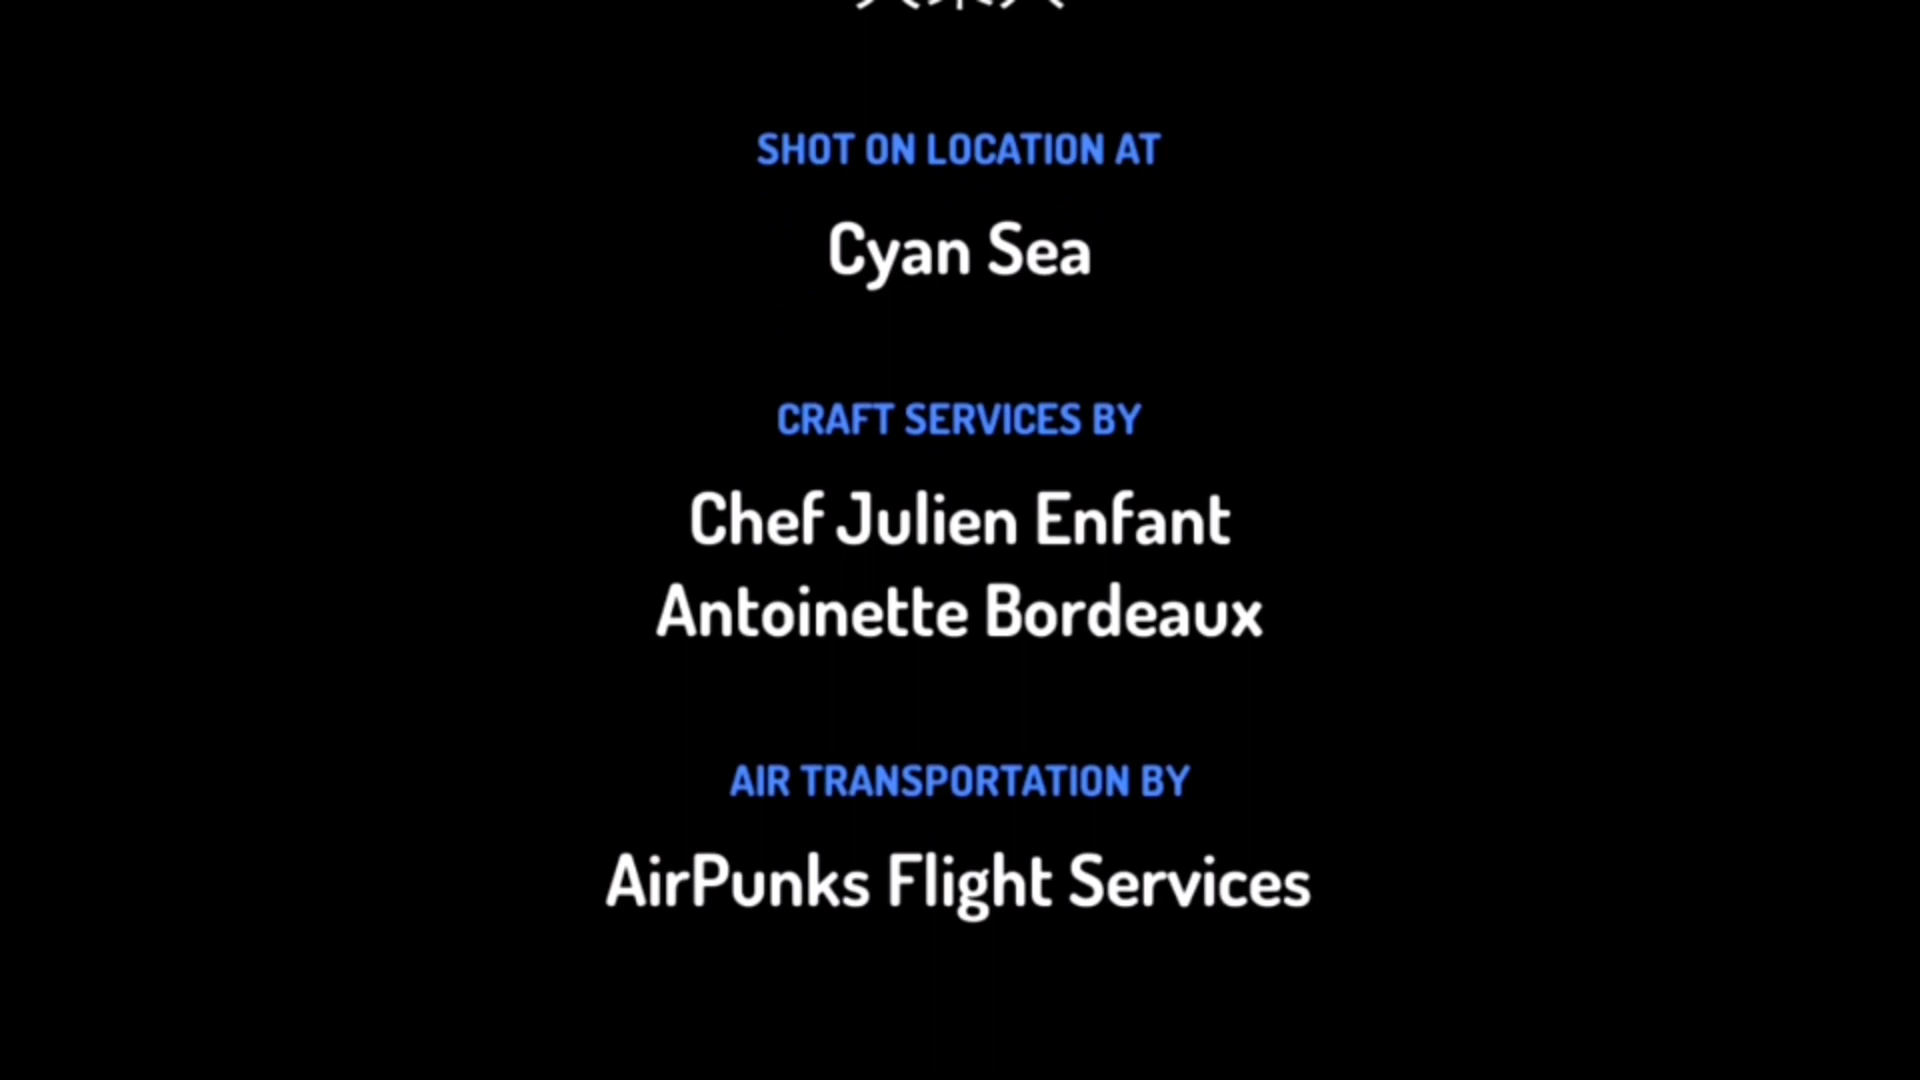 SHOT ON LOCATION AT
Cyan Sea
CRAFT SERVICES BY
Chef Julien Enfant
Antoinette Bordeaux
AIR TRANSPORTATION BY
AirPunks Flight Services